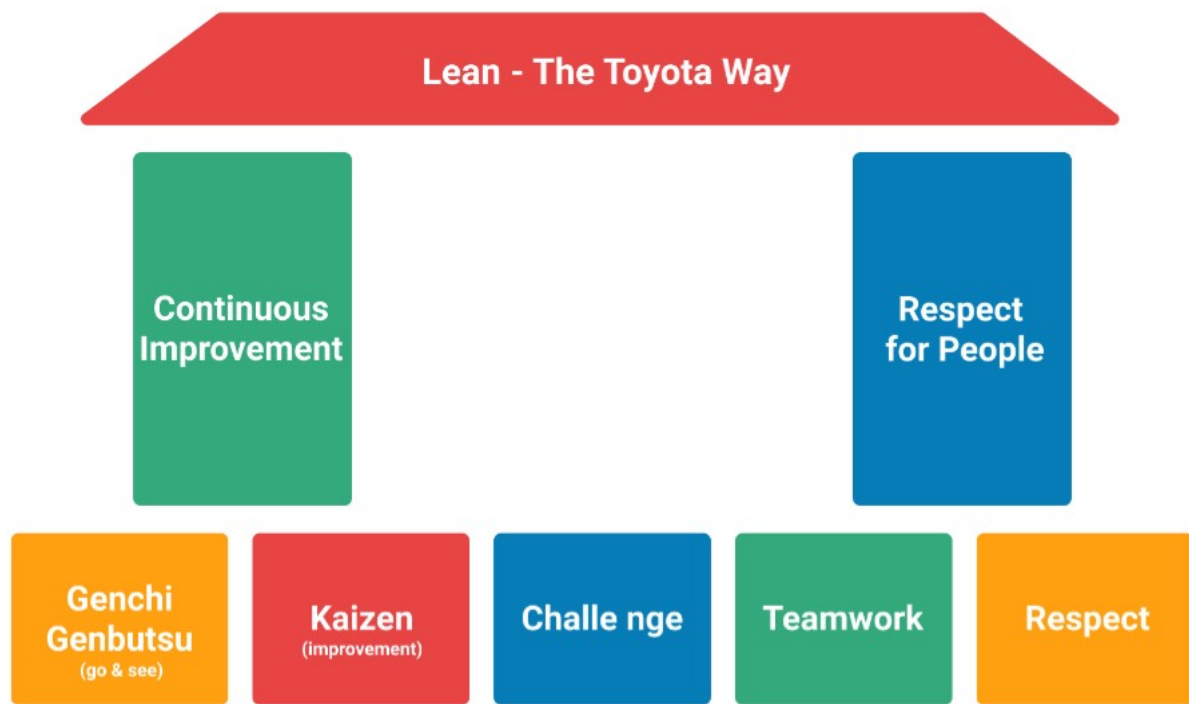 Lean - The Toyota Way
Continuous
Improvement
Respect
for People
Genchi
Genbutsu
(go & see)
Kaizen
(improvement)
Challe nge
Teamwork
Respect